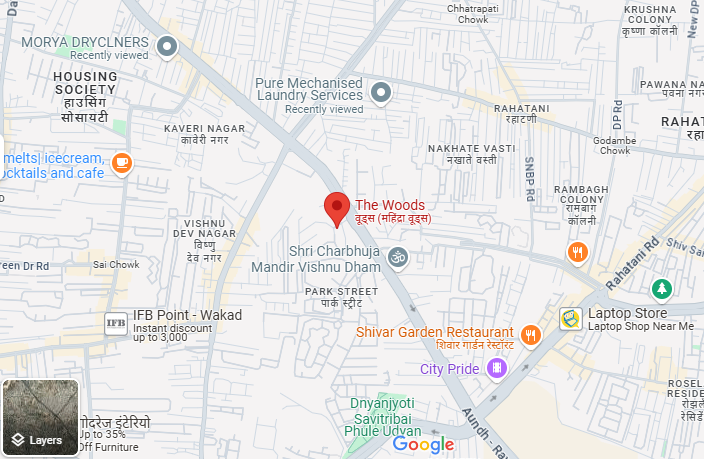 Da
Chhatrapati
Chowk
KRUSHNA
COLONY
कृष्णा कॉलनी
New DP
MORYA DRYCLNERS
Recently viewed
HOUSING
SOCIETY
हाउसिंग
सोसायटी
Pure Mechanised
Laundry Services
Recently viewed
PAWANA NA
पवना नगर
RAHATANI
रहाटणी
DP Rd
RAHAT
रहा
KAVERI NAGAR
कावेरी नगर
NAKHATE VASTI
नखाते वस्ती
Godambe
Chowk
melts| icecream,
cktails and cafe
SNBP Rd
RAMBAGH
COLONY
रामबाग
कॉलनी
The Woods
वूड्स (महिंद्रा वूड्स)
VISHNU
DEV NAGAR
विष्णु
देव नगर
Shri Charbhuja
Mandir Vishnu Dham
ॐ
Shiv Sa
Rahatani Rd
reen Dr Rd
Sai Chowk
PARK STREET
पार्क स्ट्रीट
IFB
IFB Point - Wakad
Instant discount
up to 3,000
Laptop Store
Laptop Shop Near Me
Shivar Garden Restaurant
शिवार गार्डन रेस्टॉरंट
City Pride
ROSEL
RESIDE
रोझले
रेसिडें
Dnyanjyoti
Savitribai
Phule Udyan
Aundh - Ra
गोदरेज इंटेरियो
Up to 35%
Off Furniture
Layers
Google